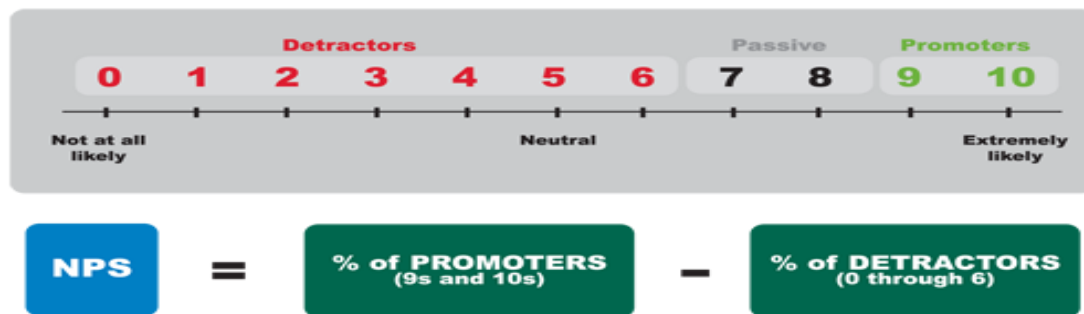 Detractors Passive Promoters
0 1 2 3 4 5 6 7 8 9 10
Not at all Neutral Extremely
likely likely
NPS = % of PROMOTERS - % of DETRACTORS
(9s and 10s) (0 through 6)